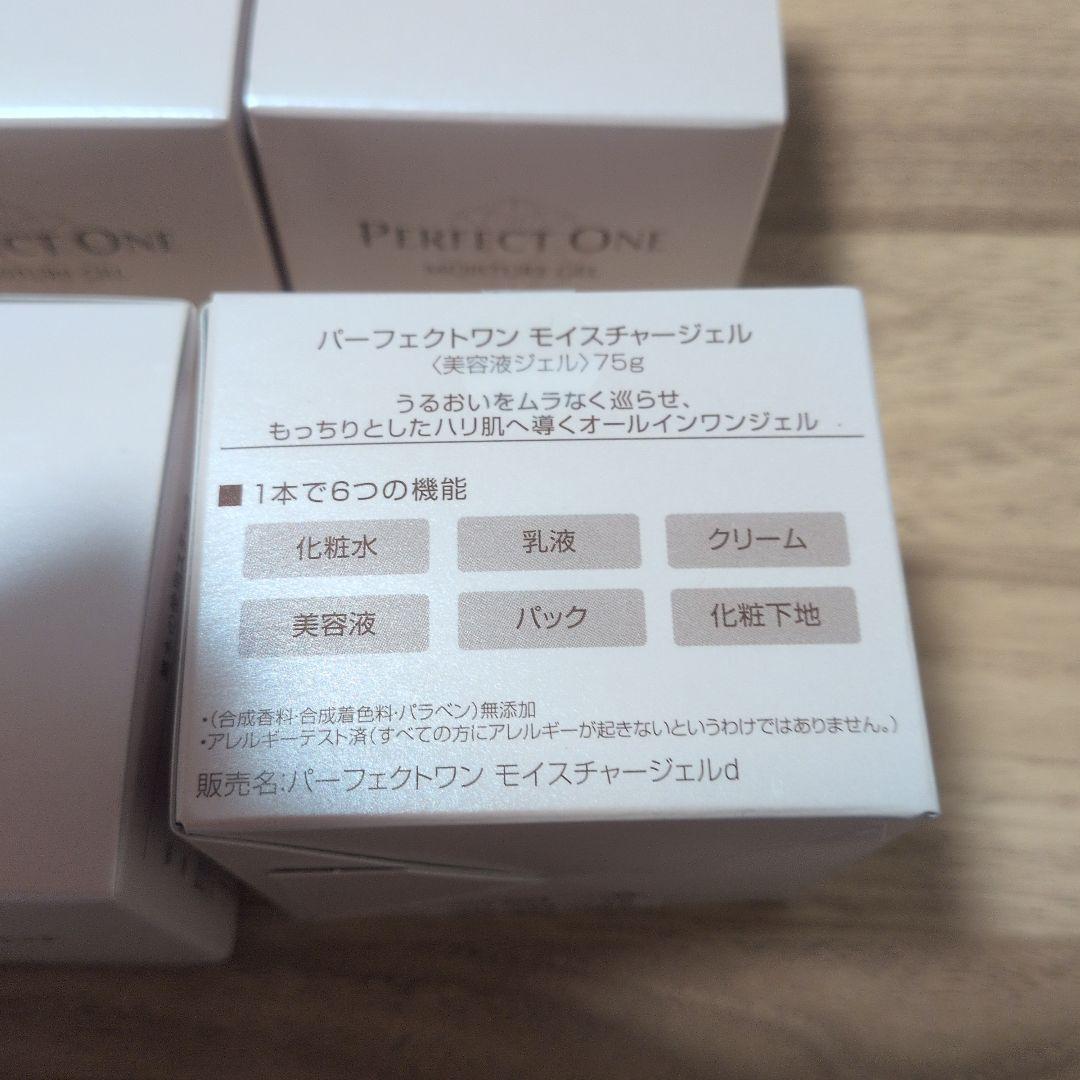 PERFECT ONE
MOISTURE GEL
PERFECT ONE
MOISTURE GEL
パーフェクトワン モイスチャージェル
〈美容液ジェル〉75g
うるおいをムラなく巡らせ、
もっちりとしたハリ肌へ導くオールインワンジェル
■ 1本で6つの機能
化粧水 乳液 クリーム
美容液 パック 化粧下地
・(合成香料・合成着色料・パラベン)無添加
・アレルギーテスト済(すべての方にアレルギーが起きないというわけではありません。)
販売名:パーフェクトワン モイスチャージェルd